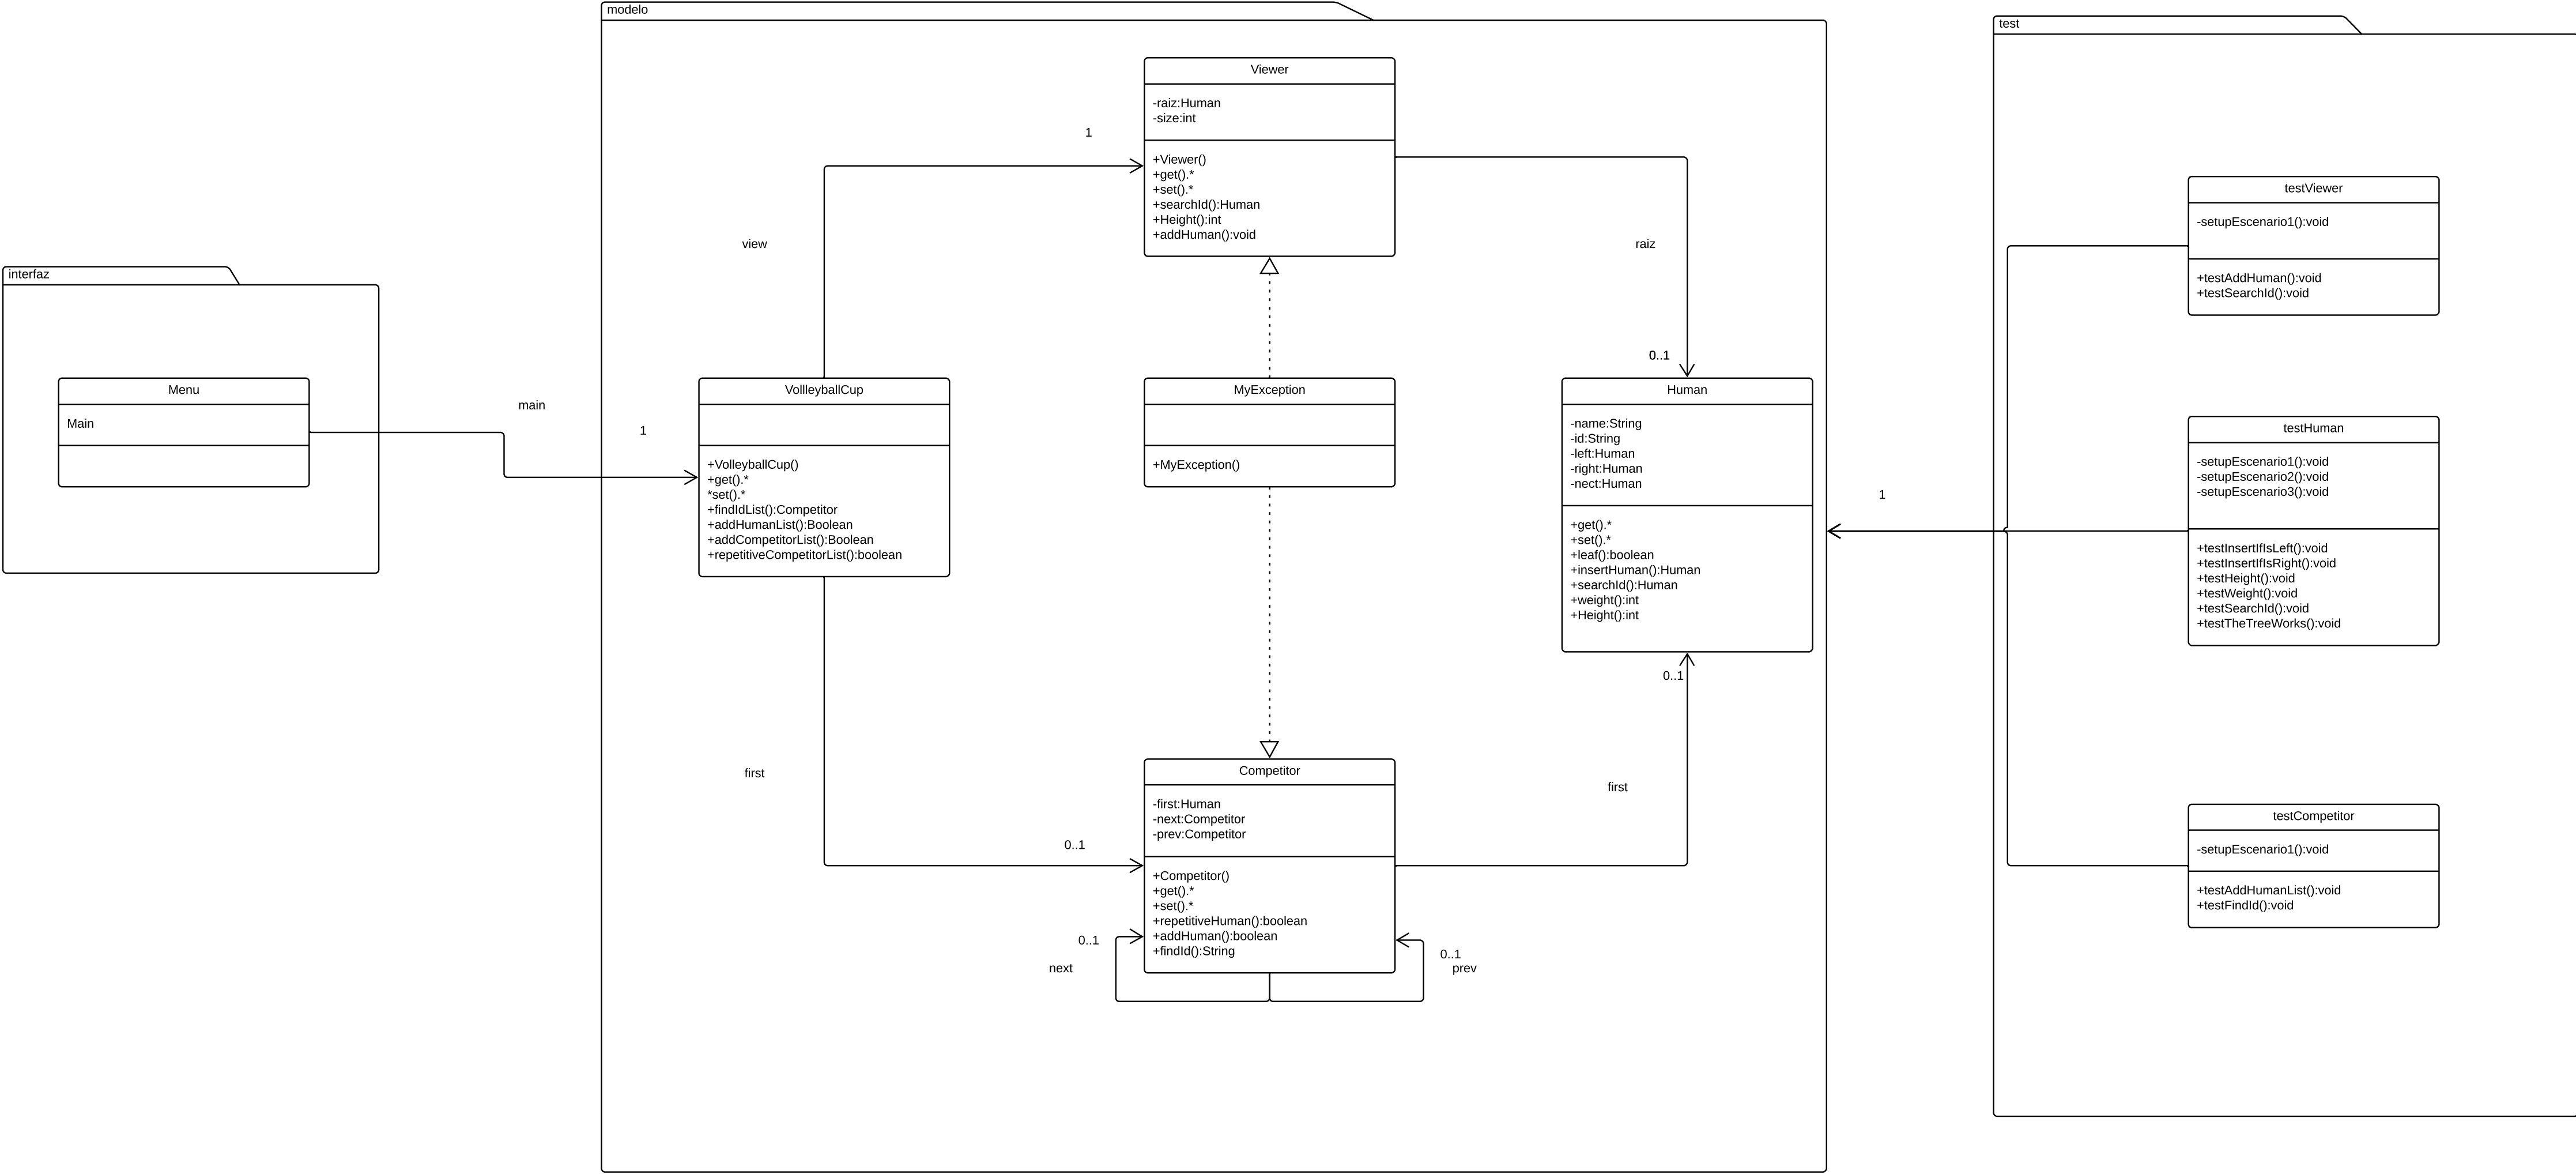 interfaz
Menu
Main
main
1
modelo
Viewer
-raiz:Human
-size:int
+Viewer()
+get().*
+set().*
+searchId():Human
+Height():int
+addHuman():void
1
view
raiz
0..1
VollleyballCup
+VolleyballCup()
+get().*
*set().*
+findIdList():Competitor
+addHumanList():Boolean
+addCompetitorList():Boolean
+repetitiveCompetitorList():boolean
MyException
+MyException()
Human
-name:String
-id:String
-left:Human
-right:Human
-nect:Human
+get().*
+set().*
+leaf():boolean
+insertHuman():Human
+searchId():Human
+weight():int
+Height():int
0..1
first
0..1
first
Competitor
-first:Human
-next:Competitor
-prev:Competitor
+Competitor()
+get().*
+set().*
+repetitiveHuman():boolean
+addHuman():boolean
+findId():String
0..1
next
0..1
prev
1
test
testViewer
-setupEscenario1():void
+testAddHuman():void
+testSearchId():void
testHuman
-setupEscenario1():void
-setupEscenario2():void
-setupEscenario3():void
+testInsertIfIsLeft():void
+testInsertIfIsRight():void
+testHeight():void
+testWeight():void
+testSearchId():void
+testTheTreeWorks():void
testCompetitor
-setupEscenario1():void
+testAddHumanList():void
+testFindId():void